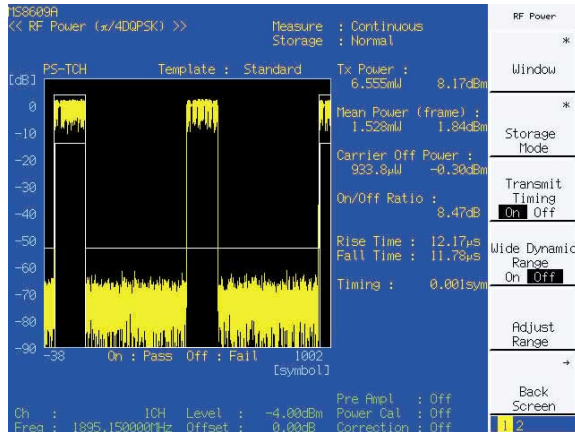 MS8609A
<< RF Power (π/4DQPSK) >>
Measure : Continuous
Storage : Normal
PS-TCH Template : Standard
[dB]
0
-10
-20
-30
-40
-50
-60
-70
-80
-90
-38 On : Pass Off : Fail 1002
[symbol]
Tx Power :
6.555mW 8.17dBm
Mean Power (frame) :
1.528mW 1.84dBm
Carrier Off Power :
933.8µW -0.30dBm
On/Off Ratio :
8.47dB
Rise Time : 12.17µs
Fall Time : 11.78µs
Timing : 0.001sym
Ch : 1CH Level : -4.00dBm
Freq : 1895.150000MHz Offset : 0.00dB
Pre Ampl : Off
Power Cal : Off
Correction : Off
RF Power
*
Window
*
Storage
Mode
Transmit
Timing
On Off
Wide Dynamic
Range
On Off
Adjust
Range
→
Back
Screen
1 2